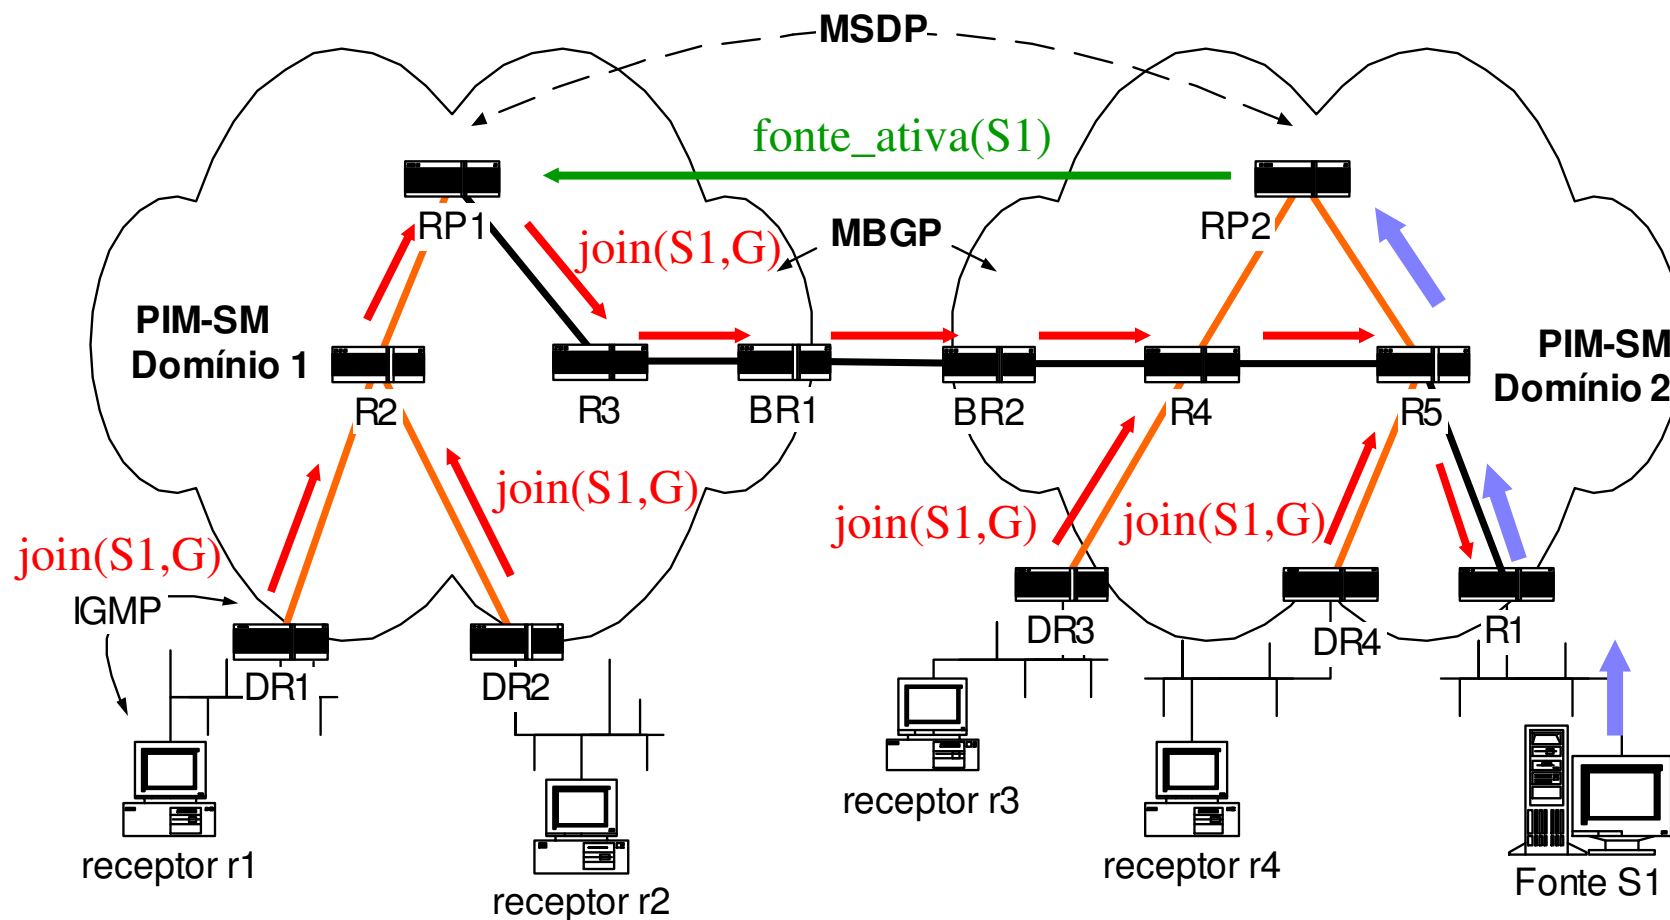 MSDP
fonte_ativa(S1)
RP1
RP2
join(S1,G)
MBGP
PIM-SM
Domínio 1
PIM-SM
Domínio 2
R2
R3
BR1
BR2
R4
R5
join(S1,G)
join(S1,G)
join(S1,G)
join(S1,G)
IGMP
DR1
DR2
DR3
DR4
R1
receptor r1
receptor r2
receptor r3
receptor r4
Fonte S1